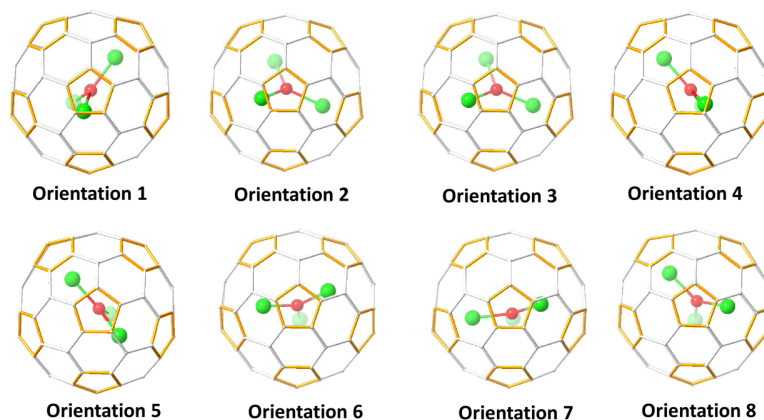 Orientation 1
Orientation 2
Orientation 3
Orientation 4
Orientation 5
Orientation 6
Orientation 7
Orientation 8